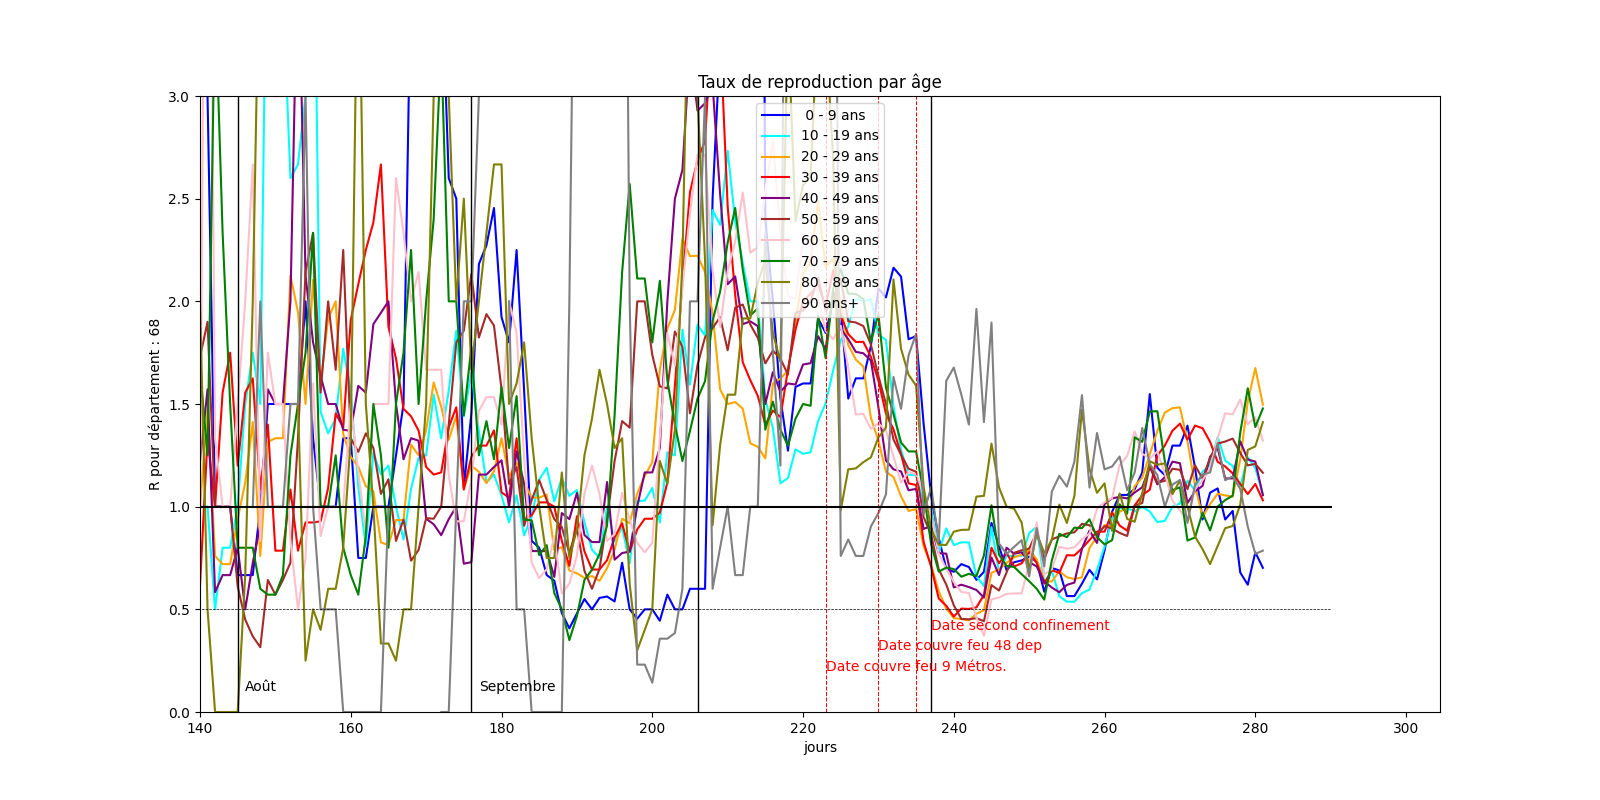 Taux de reproduction par âge
R pour département : 68
3.0
2.5
2.0
1.5
1.0
0.5
0.0
0 - 9 ans
10 - 19 ans
20 - 29 ans
30 - 39 ans
40 - 49 ans
50 - 59 ans
60 - 69 ans
70 - 79 ans
80 - 89 ans
90 ans+
Date second confinement
Date couvre feu 48 dep
Date couvre feu 9 Métros.
Août
Septembre
140 160 180 200 220 240 260 280 300
jours